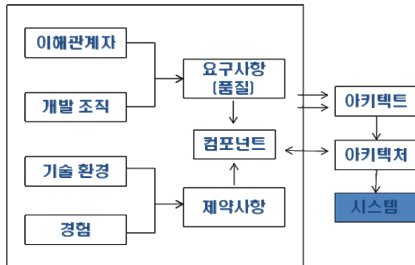 이해관계자
개발 조직
기술 환경
경험
요구사항
(품질)
컴포넌트
제약사항
아키텍트
아키텍처
시스템